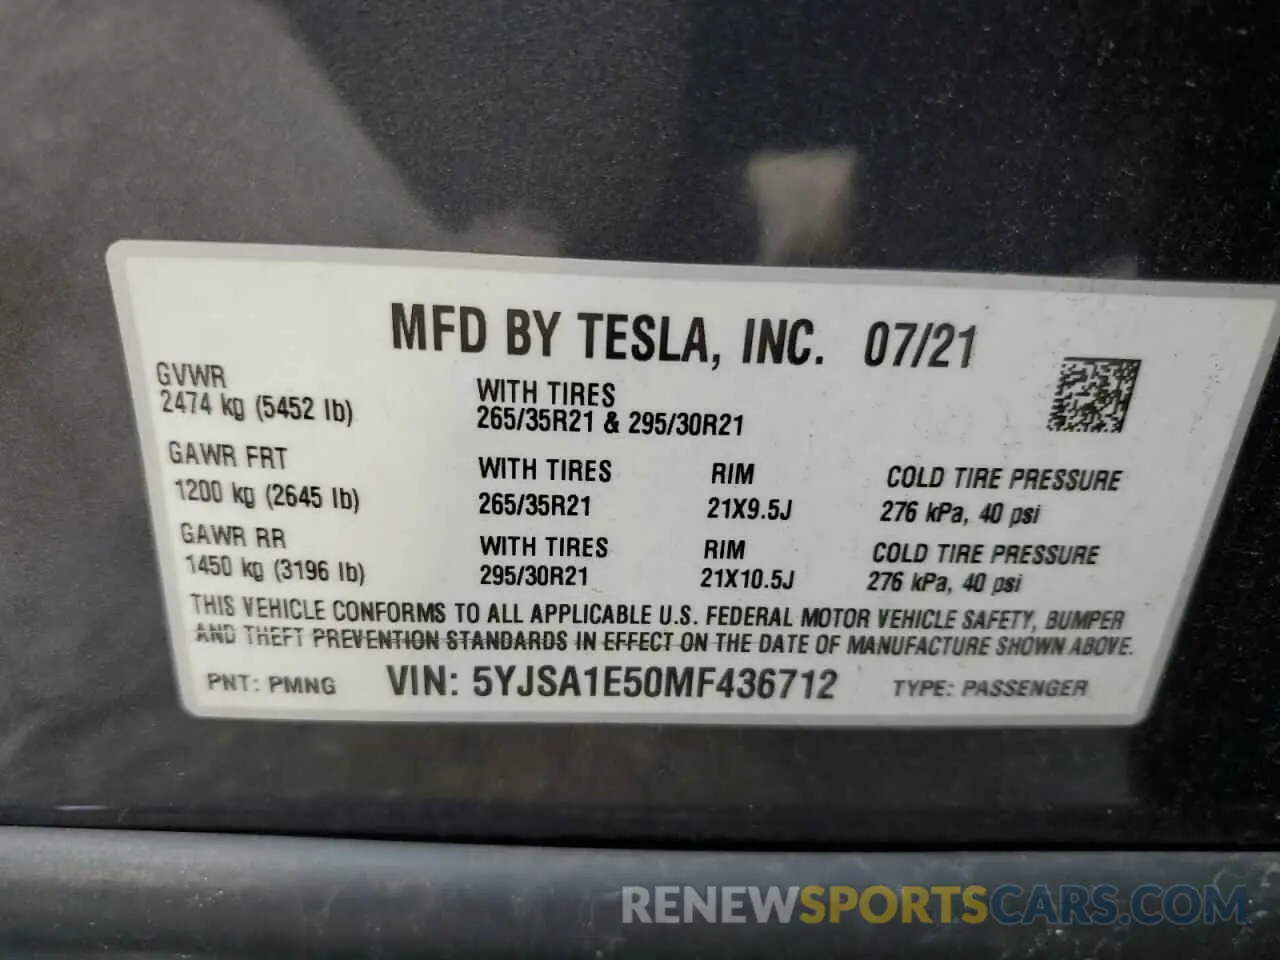 MFD BY TESLA, INC. 07/21
GVWR
2474 kg (5452 lb)
WITH TIRES
265/35R21 & 295/30R21
GAWR FRT
1200 kg (2645 lb)
WITH TIRES
265/35R21
RIM
21X9.5J
COLD TIRE PRESSURE
276 kPa, 40 psi
GAWR RR
1450 kg (3196 lb)
WITH TIRES
295/30R21
RIM
21X10.5J
COLD TIRE PRESSURE
276 kPa, 40 psi
THIS VEHICLE CONFORMS TO ALL APPLICABLE U.S. FEDERAL MOTOR VEHICLE SAFETY, BUMPER
AND THEFT PREVENTION STANDARDS IN EFFECT ON THE DATE OF MANUFACTURE SHOWN ABOVE.
PNT: PMNG VIN: 5YJSA1E50MF436712 TYPE: PASSENGER
RENEWSPORTSCARS.COM